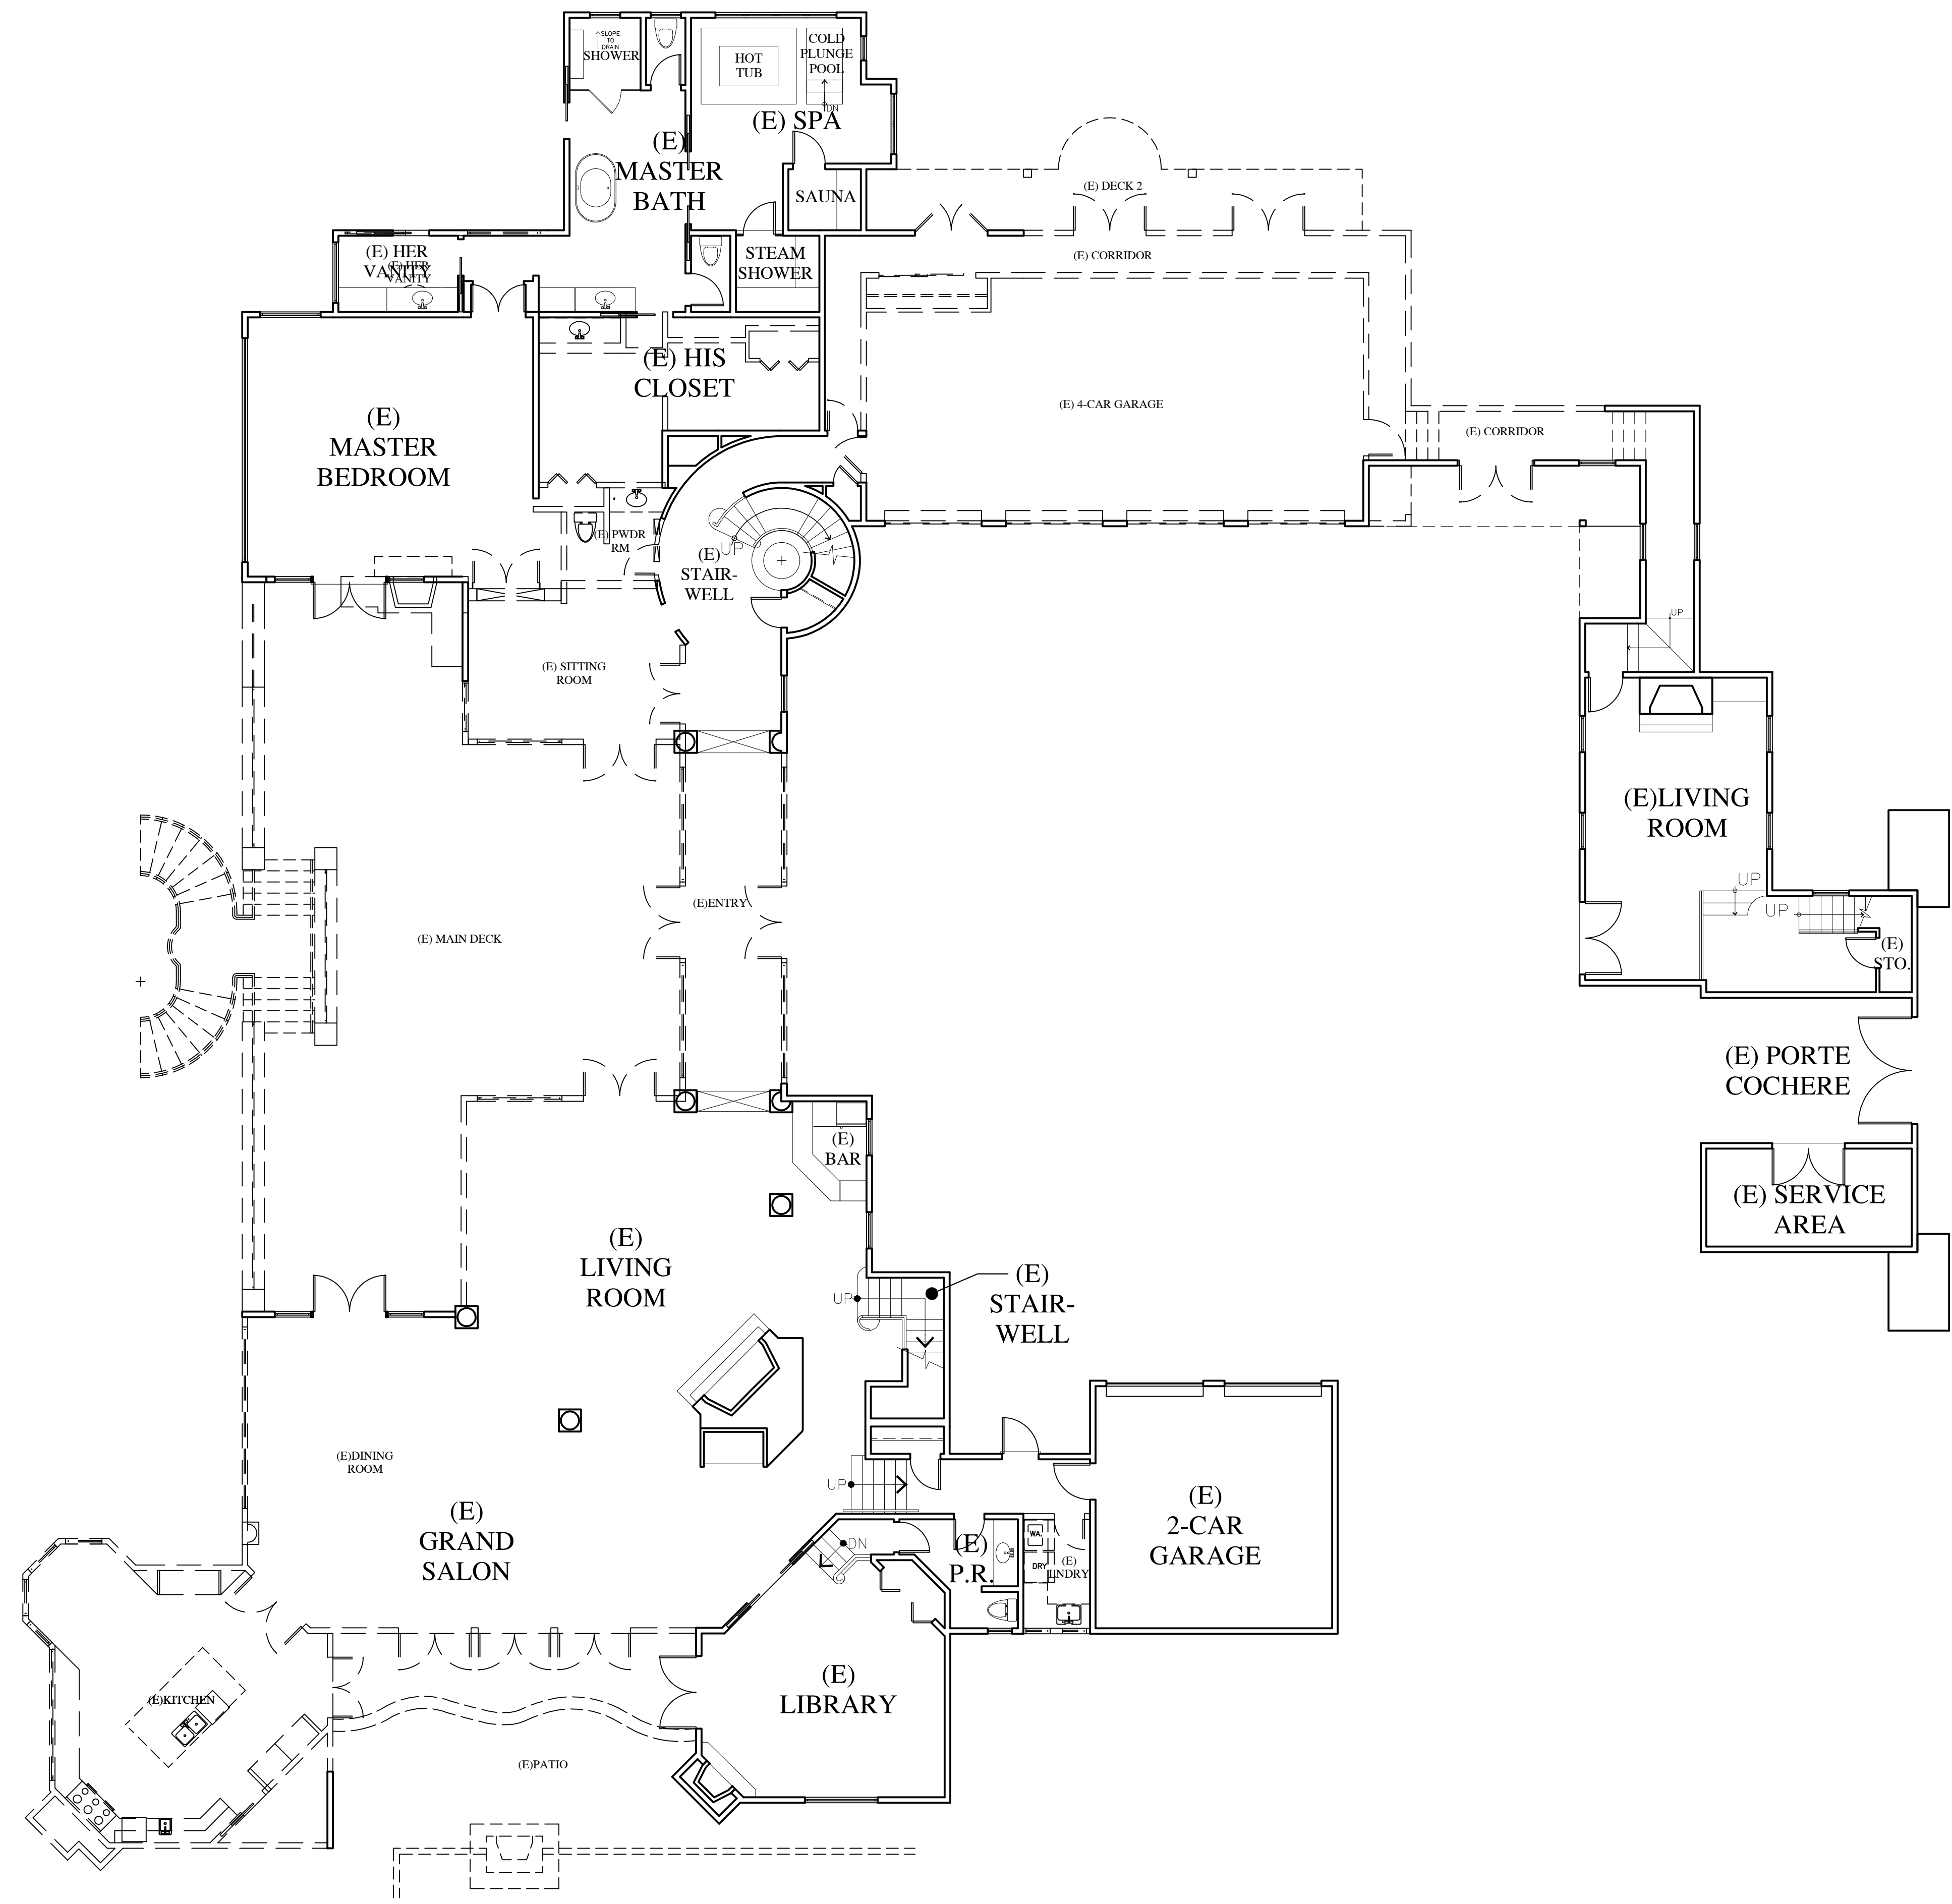 SLOPE
TO
DRAIN
SHOWER
HOT
TUB
COLD
PLUNGE
POOL
DN
(E) SPA
(E)
MASTER
BATH
SAUNA
(E) DECK 2
(E) HER
VANITY
(E) HER
VANITY
STEAM
SHOWER
(E) CORRIDOR
(E) HIS
CLOSET
(E) 4-CAR GARAGE
(E)
MASTER
BEDROOM
(E) CORRIDOR
(E) PWDR
RM
UP
(E)
STAIR-
WELL
UP
(E) SITTING
ROOM
(E)LIVING
ROOM
UP
UP
(E)ENTRY
(E) MAIN DECK
(E)
STO.
(E) PORTE
COCHERE
(E)
BAR
(E) SERVICE
AREA
(E)
LIVING
ROOM
UP
(E)
STAIR-
WELL
(E)DINING
ROOM
UP
(E)
GRAND
SALON
(E)
2-CAR
GARAGE
DN
(E)
P.R.
WA.
DRY
(E)
LNDRY
(E)KITCHEN
(E)
LIBRARY
(E)PATIO